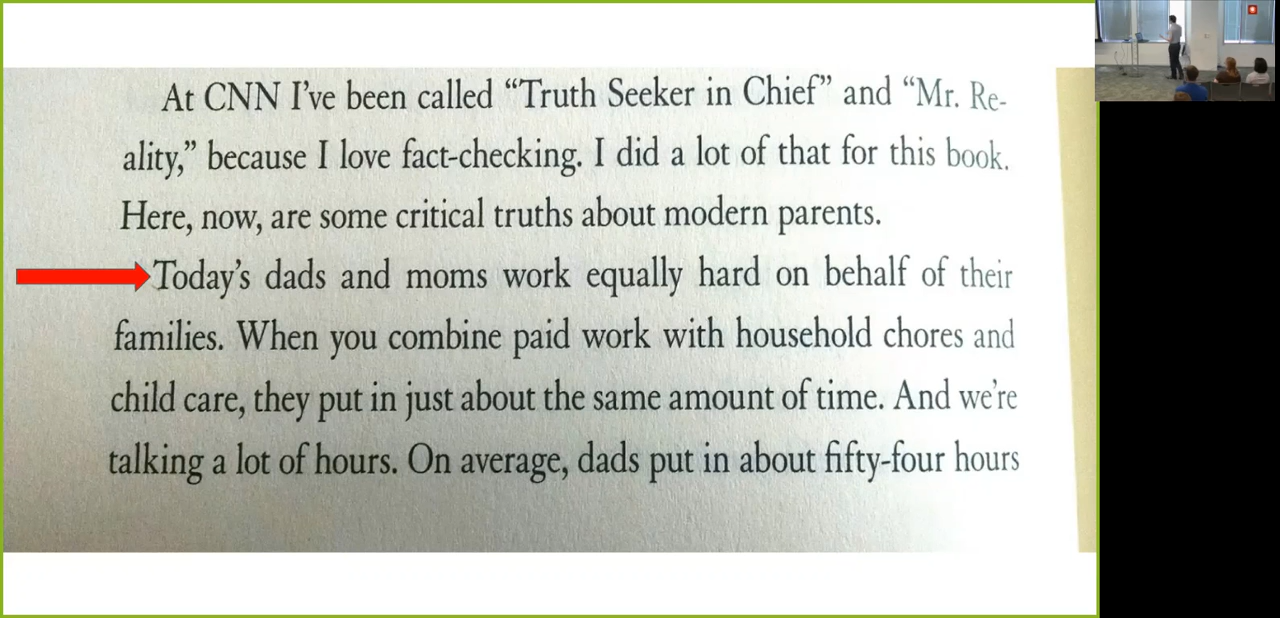 At CNN I've been called “Truth Seeker in Chief” and “Mr. Re-
ality,” because I love fact-checking. I did a lot of that for this book.
Here, now, are some critical truths about modern parents.
Today's dads and moms work equally hard on behalf of their
families. When you combine paid work with household chores and
child care, they put in just about the same amount of time. And we're
talking a lot of hours. On average, dads put in about fifty-four hours